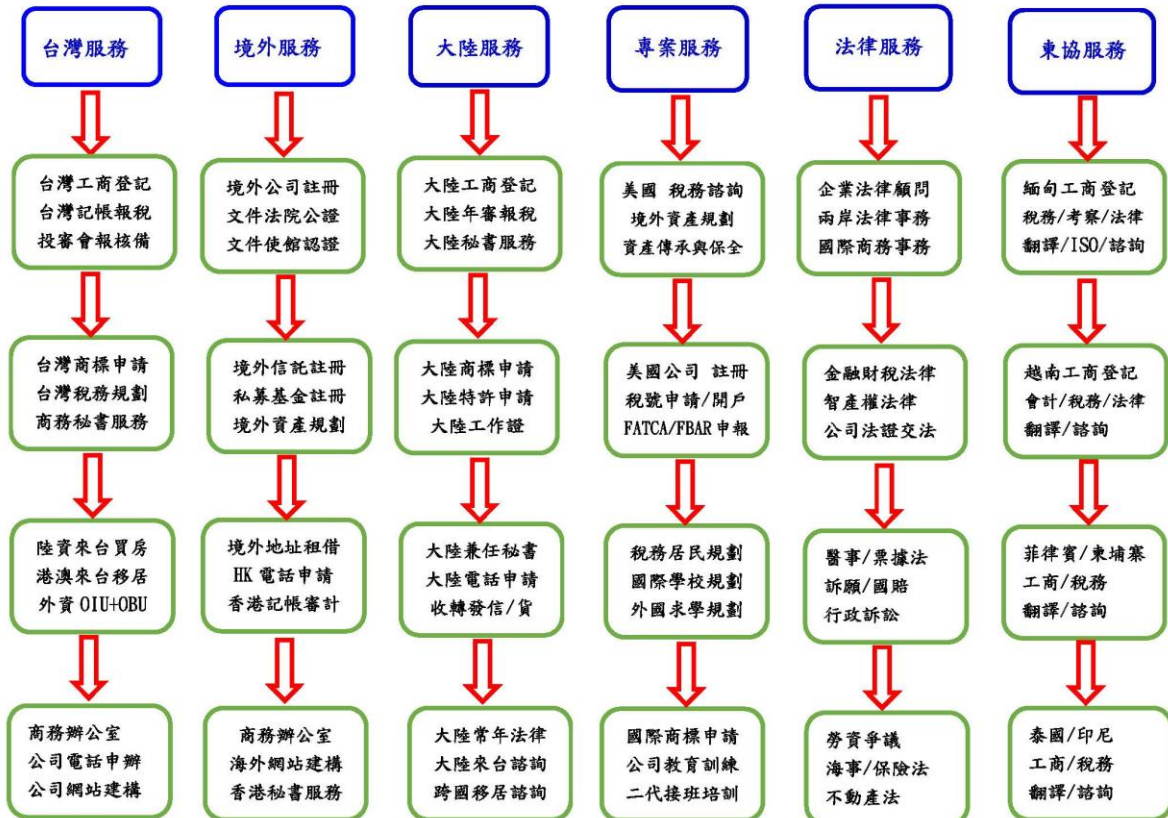 台灣服務
境外服務
大陸服務
專案服務
法律服務
東協服務
台灣工商登記
台灣記帳報稅
投審會報核備
境外公司註冊
文件法院公證
文件使館認證
大陸工商登記
大陸年審報稅
大陸秘書服務
美國 稅務諮詢
境外資產規劃
資產傳承與保全
企業法律顧問
兩岸法律事務
國際商務事務
緬甸工商登記
稅務/考察/法律
翻譯/ISO/諮詢
台灣商標申請
台灣稅務規劃
商務秘書服務
境外信託註冊
私募基金註冊
境外資產規劃
大陸商標申請
大陸特許申請
大陸工作證
美國公司 註冊
稅號申請/開戶
FATCA/FBAR 申報
金融財稅法律
智產權法律
公司法證交法
越南工商登記
會計/稅務/法律
翻譯/諮詢
陸資來台買房
港澳來台移居
外資 OIU+OBU
境外地址租借
HK 電話申請
香港記帳審計
大陸兼任秘書
大陸電話申請
收轉發信/貨
稅務居民規劃
國際學校規劃
外國求學規劃
醫事/票據法
訴願/國賠
行政訴訟
菲律賓/柬埔寨
工商/稅務
翻譯/諮詢
商務辦公室
公司電話申辦
公司網站建構
商務辦公室
海外網站建構
香港秘書服務
大陸常年法律
大陸來台諮詢
跨國移居諮詢
國際商標申請
公司教育訓練
二代接班培訓
勞資爭議
海事/保險法
不動產法
泰國/印尼
工商/稅務
翻譯/諮詢